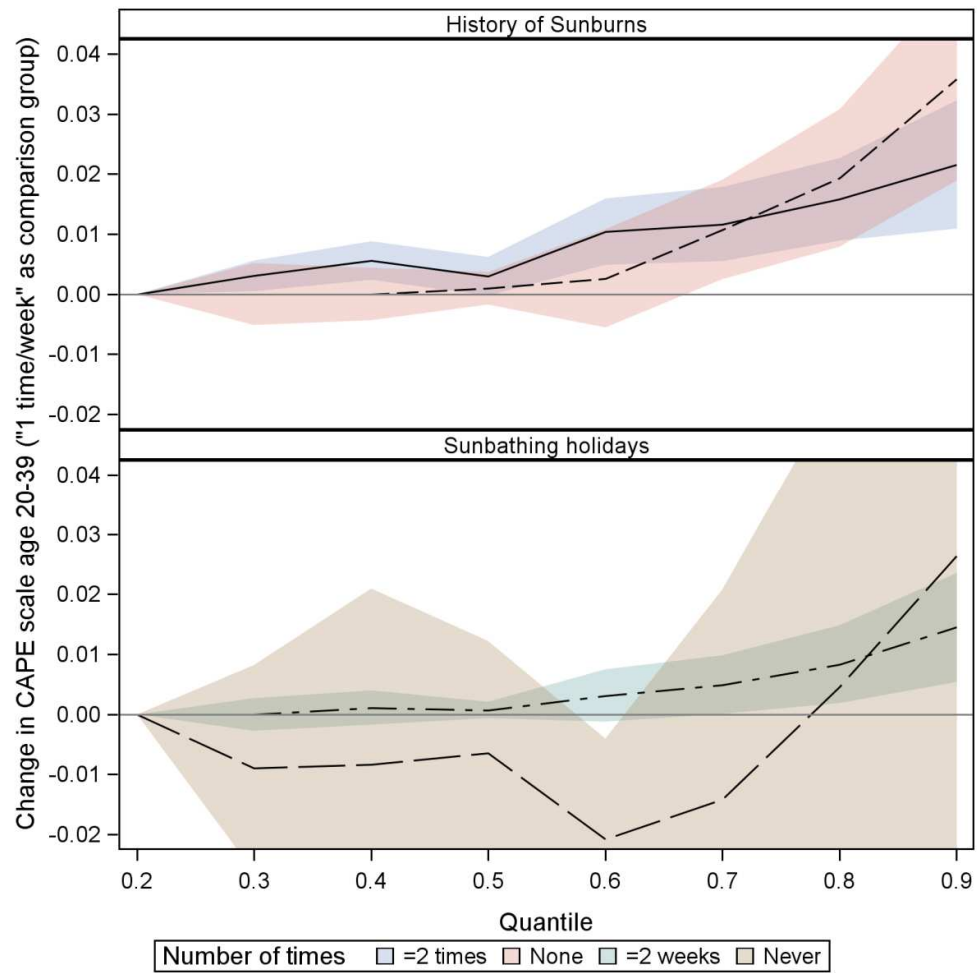 History of Sunburns
Change in CAPE scale age 20-39 ("1 time/week" as comparison group)
0.04
0.03
0.02
0.01
0.00
-0.01
-0.02
Sunbathing holidays
0.04
0.03
0.02
0.01
0.00
-0.01
-0.02
0.2 0.3 0.4 0.5 0.6 0.7 0.8 0.9
Quantile
Number of times =2 times None =2 weeks Never